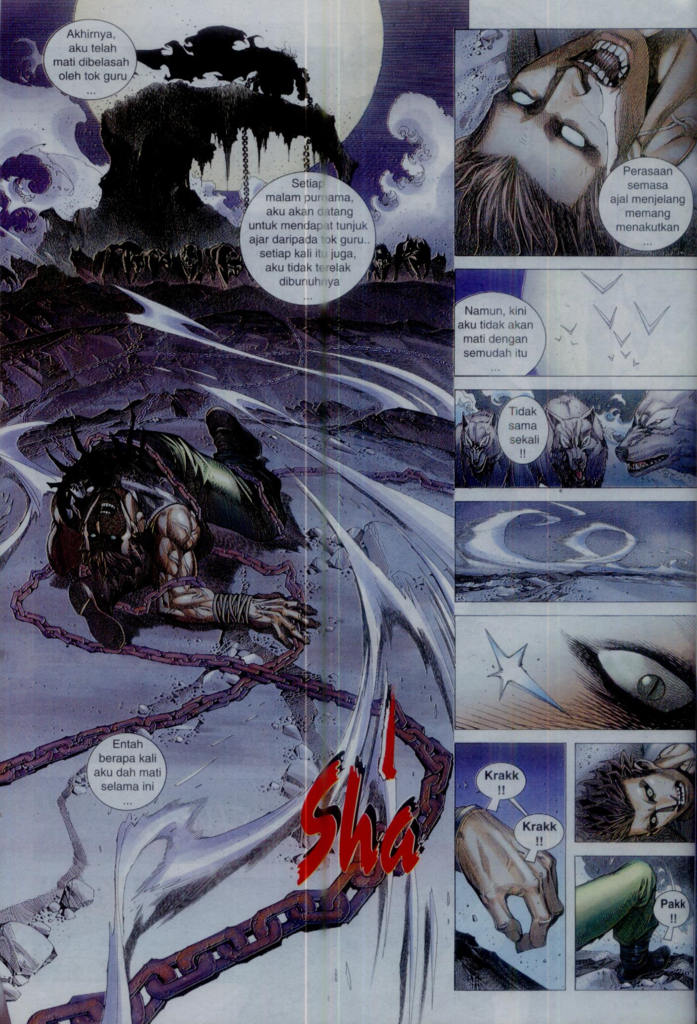 Akhirnya,
aku telah
mati dibelasah
oleh tok guru
...
Setiap
malam purnama,
aku akan datang
untuk mendapat tunjuk
ajar daripada tok guru..
setiap kali itu juga,
aku tidak terelak
dibunuhnya
...
Entah
berapa kali
aku dah mati
selama ini
...
Sha
Perasaan
semasa
ajal menjelang
memang
menakutkan
...
Namun, kini
aku tidak akan
mati dengan
semudah itu
...
Tidak
sama
sekali
!!
Krakk
!!
Krakk
!!
Pakk
!!